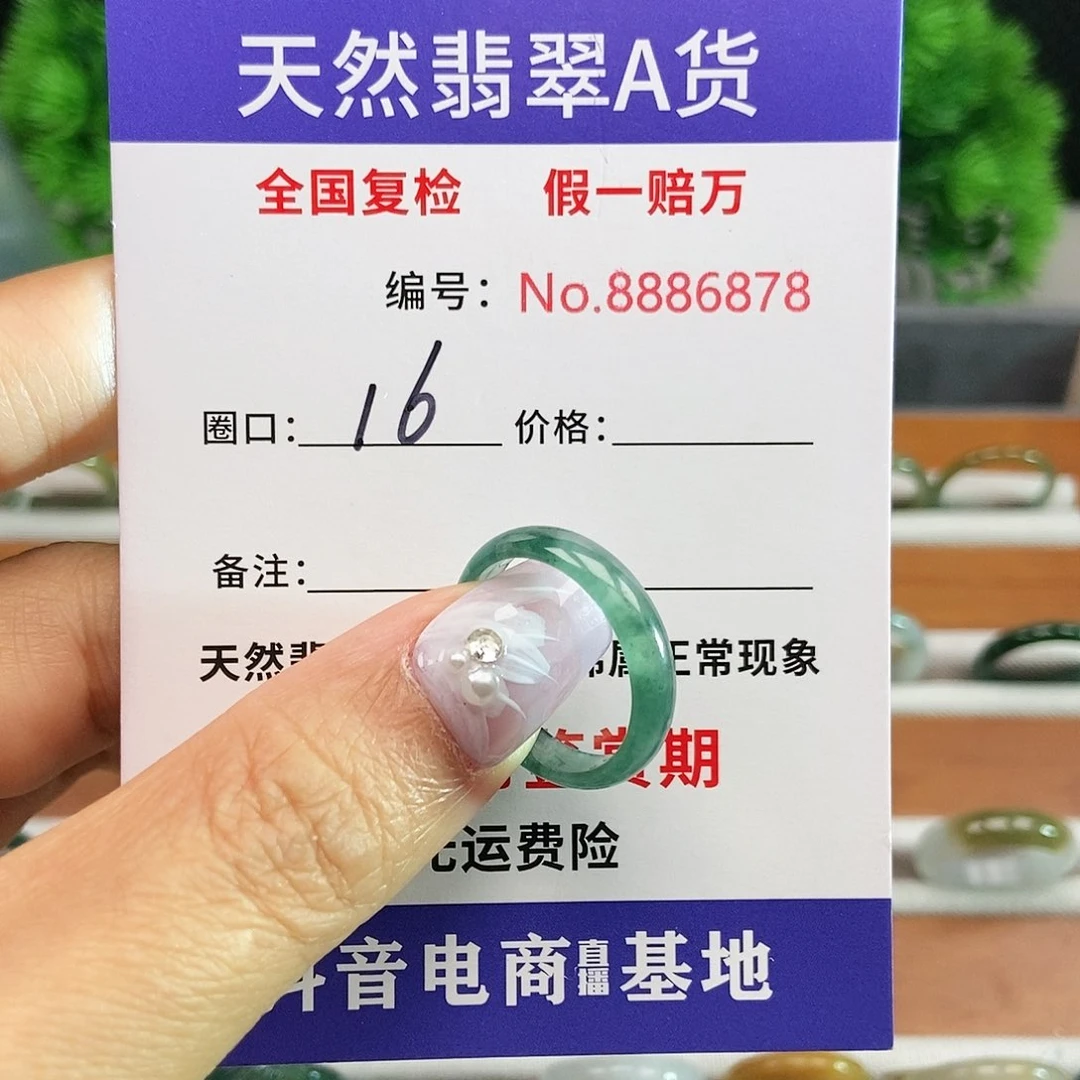 天然翡翠A货
全国复检 假一赔万
编号：No.8886878
圈口：16 价格：
备注：
天然 正常现象
鉴赏期
运费险
音电商直播基地